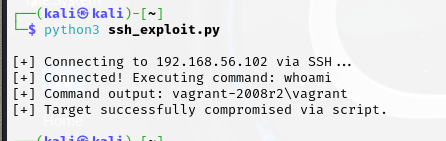 ┌──(kali㉿kali)-[~]
└─$ python3 ssh_exploit.py
[+] Connecting to 192.168.56.102 via SSH...
[+] Connected! Executing command: whoami
[+] Command output: vagrant-2008r2\vagrant
[+] Target successfully compromised via script.